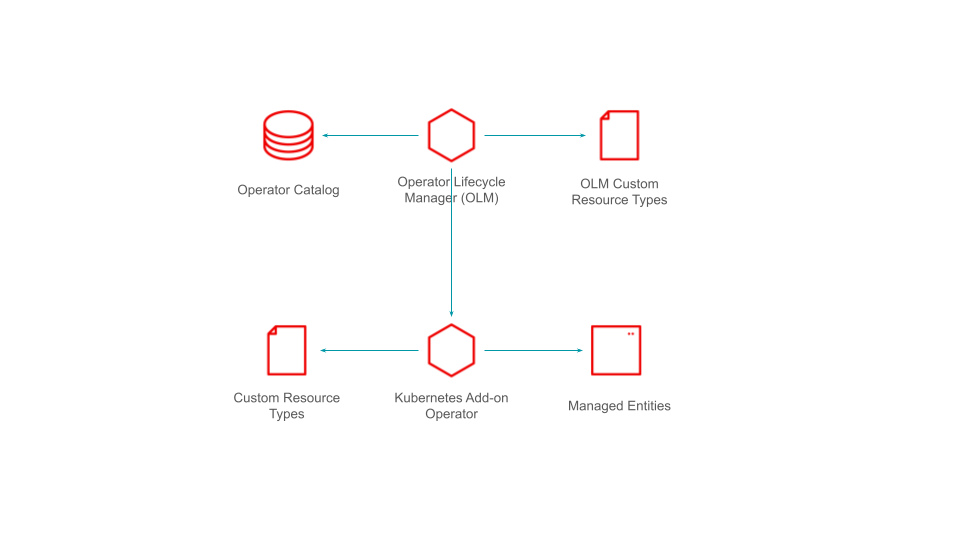 Operator Catalog
Operator Lifecycle
Manager (OLM)
OLM Custom
Resource Types
Custom Resource
Types
Kubernetes Add-on
Operator
Managed Entities